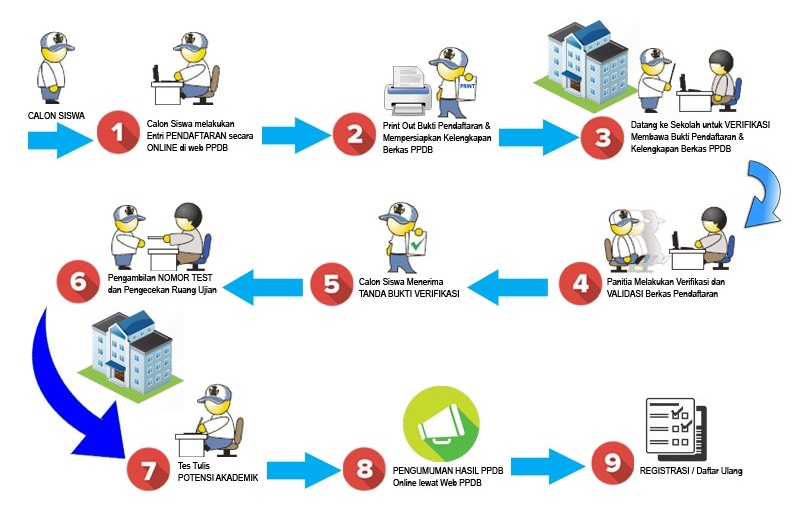 CALON SISWA
1
Calon Siswa melakukan
Entri PENDAFTARAN secara
ONLINE di web PPDB
PRINT
2
Print Out Bukti Pendaftaran &
Mempersiapkan Kelengkapan
Berkas PPDB
3
Datang ke Sekolah untuk VERIFIKASI
Membawa Bukti Pendaftaran &
Kelengkapan Berkas PPDB
4
Panitia Melakukan Verifikasi dan
VALIDASI Berkas Pendaftaran
5
Calon Siswa Menerima
TANDA BUKTI VERIFIKASI
6
Pengambilan NOMOR TEST
dan Pengecekan Ruang Ujian
7
Tes Tulis
POTENSI AKADEMIK
8
PENGUMUMAN HASIL PPDB
Online lewat Web PPDB
9
REGISTRASI / Daftar Ulang